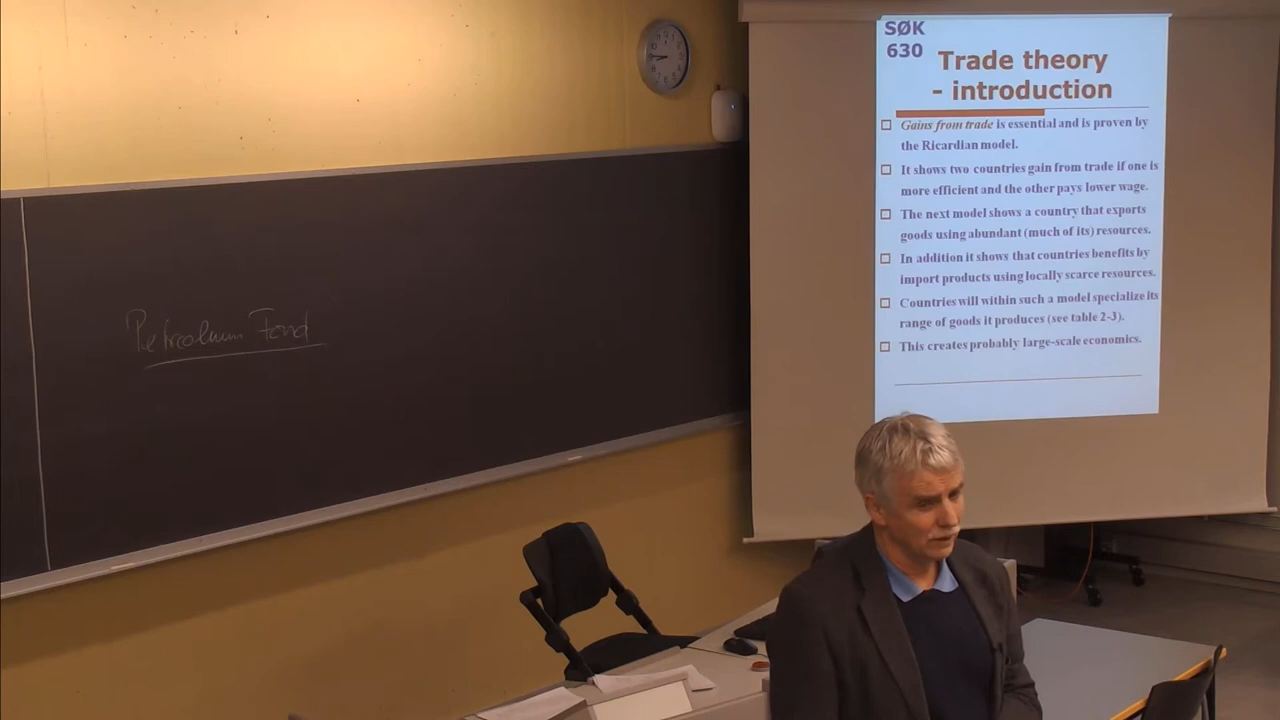 Petroleum Fond
SØK
630
Trade theory
- introduction
Gains from trade is essential and is proven by
the Ricardian model.
It shows two countries gain from trade if one is
more efficient and the other pays lower wage.
The next model shows a country that exports
goods using abundant (much of its) resources.
In addition it shows that countries benefits by
import products using locally scarce resources.
Countries will within such a model specialize its
range of goods it produces (see table 2-3).
This creates probably large-scale economics.